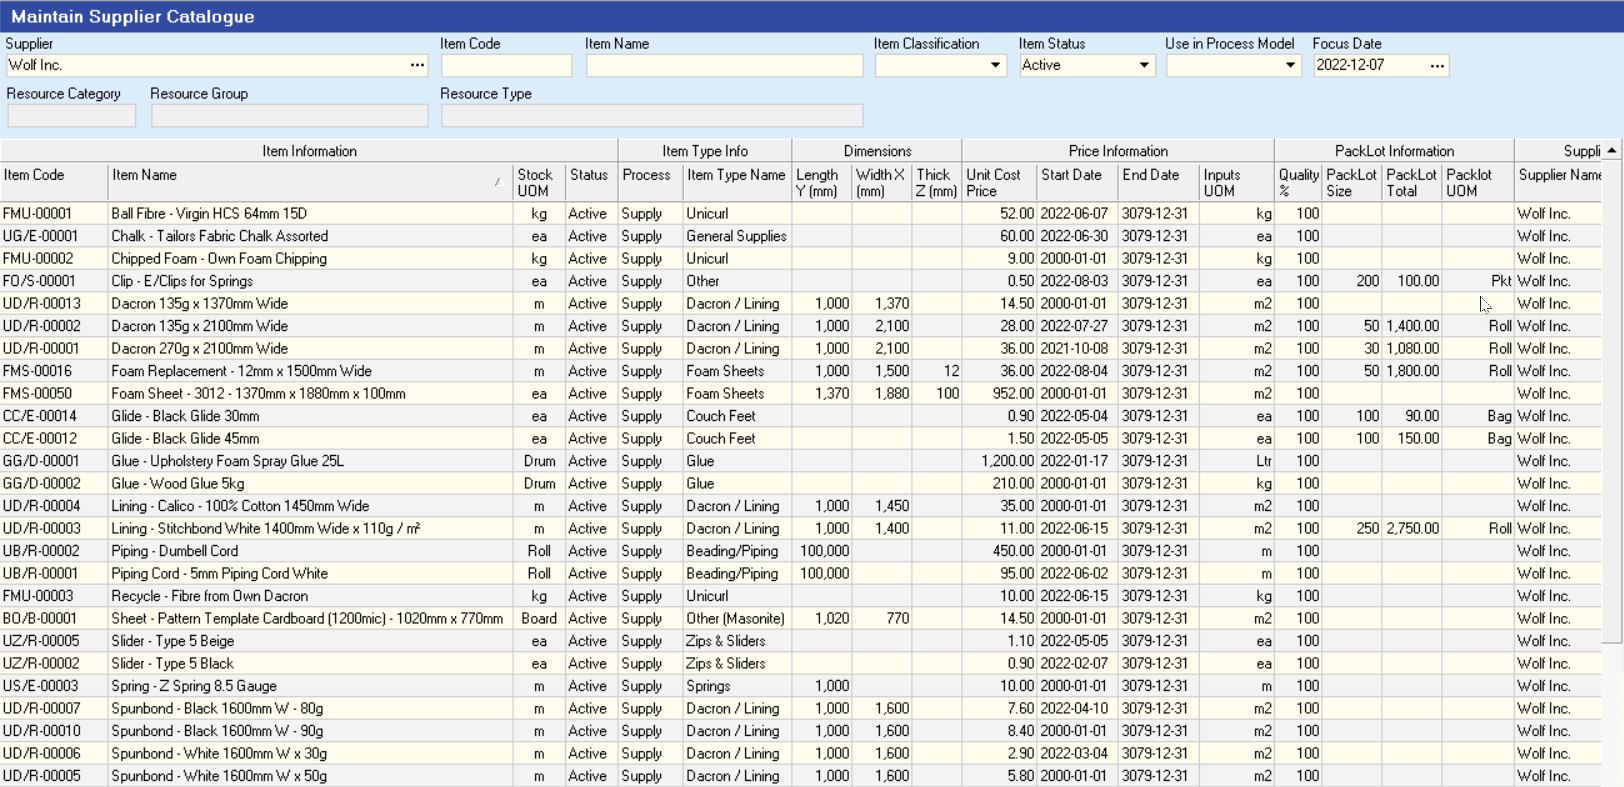 Maintain Supplier Catalogue
Supplier Item Code Item Name Item Classification Item Status Use in Process Model Focus Date
Wolf Inc. ... Active 2022-12-07 ...
Resource Category Resource Group Resource Type
Item Information Item Type Info Dimensions Price Information PackLot Information Suppli
Item Code Item Name Stock UOM Status Process Item Type Name Length Y (mm) Width X (mm) Thick Z (mm) Unit Cost Price Start Date End Date Inputs UOM Quality % PackLot Size PackLot Total Packlot UOM Supplier Name
FMU-00001 Ball Fibre - Virgin HCS 64mm 15D kg Active Supply Unicurl 52.00 2022-06-07 3079-12-31 kg 100 Wolf Inc.
UG/E-00001 Chalk - Tailors Fabric Chalk Assorted ea Active Supply General Supplies 60.00 2022-06-30 3079-12-31 ea 100 Wolf Inc.
FMU-00002 Chipped Foam - Own Foam Chipping kg Active Supply Unicurl 9.00 2000-01-01 3079-12-31 kg 100 Wolf Inc.
FO/S-00001 Clip - E/Clips for Springs ea Active Supply Other 0.50 2022-08-03 3079-12-31 ea 100 200 100.00 Pkt Wolf Inc.
UD/R-00013 Dacron 135g x 1370mm Wide m Active Supply Dacron / Lining 1,000 1,370 14.50 2000-01-01 3079-12-31 m2 100 Wolf Inc.
UD/R-00002 Dacron 135g x 2100mm Wide m Active Supply Dacron / Lining 1,000 2,100 28.00 2022-07-27 3079-12-31 m2 100 50 1,400.00 Roll Wolf Inc.
UD/R-00001 Dacron 270g x 2100mm Wide m Active Supply Dacron / Lining 1,000 2,100 36.00 2021-10-08 3079-12-31 m2 100 30 1,080.00 Roll Wolf Inc.
FMS-00016 Foam Replacement - 12mm x 1500mm Wide m Active Supply Foam Sheets 1,000 1,500 12 36.00 2022-08-04 3079-12-31 m2 100 50 1,800.00 Roll Wolf Inc.
FMS-00050 Foam Sheet - 3012 - 1370mm x 1880mm x 100mm ea Active Supply Foam Sheets 1,370 1,880 100 952.00 2000-01-01 3079-12-31 m2 100 Wolf Inc.
CC/E-00014 Glide - Black Glide 30mm ea Active Supply Couch Feet 0.90 2022-05-04 3079-12-31 ea 100 100 90.00 Bag Wolf Inc.
CC/E-00012 Glide - Black Glide 45mm ea Active Supply Couch Feet 1.50 2022-05-05 3079-12-31 ea 100 100 150.00 Bag Wolf Inc.
GG/D-00001 Glue - Upholstery Foam Spray Glue 25L Drum Active Supply Glue 1,200.00 2022-01-17 3079-12-31 Ltr 100 Wolf Inc.
GG/D-00002 Glue - Wood Glue 5kg Drum Active Supply Glue 210.00 2000-01-01 3079-12-31 kg 100 Wolf Inc.
UD/R-00004 Lining - Calico - 100% Cotton 1450mm Wide m Active Supply Dacron / Lining 1,000 1,450 35.00 2000-01-01 3079-12-31 m2 100 Wolf Inc.
UD/R-00003 Lining - Stitchbond White 1400mm Wide x 110g / m² m Active Supply Dacron / Lining 1,000 1,400 11.00 2022-06-15 3079-12-31 m2 100 250 2,750.00 Roll Wolf Inc.
UB/R-00002 Piping - Dumbell Cord Roll Active Supply Beading/Piping 100,000 450.00 2000-01-01 3079-12-31 m 100 Wolf Inc.
UB/R-00001 Piping Cord - 5mm Piping Cord White Roll Active Supply Beading/Piping 100,000 95.00 2022-06-02 3079-12-31 m 100 Wolf Inc.
FMU-00003 Recycle - Fibre from Own Dacron kg Active Supply Unicurl 10.00 2022-06-15 3079-12-31 kg 100 Wolf Inc.
BO/B-00001 Sheet - Pattern Template Cardboard (1200mic) - 1020mm x 770mm Board Active Supply Other (Masonite) 1,020 770 14.50 2000-01-01 3079-12-31 m2 100 Wolf Inc.
UZ/R-00005 Slider - Type 5 Beige ea Active Supply Zips & Sliders 1.10 2022-05-05 3079-12-31 ea 100 Wolf Inc.
UZ/R-00002 Slider - Type 5 Black ea Active Supply Zips & Sliders 0.90 2022-02-07 3079-12-31 ea 100 Wolf Inc.
US/E-00003 Spring - Z Spring 8.5 Gauge m Active Supply Springs 1,000 10.00 2000-01-01 3079-12-31 m 100 Wolf Inc.
UD/R-00007 Spunbond - Black 1600mm W - 80g m Active Supply Dacron / Lining 1,000 1,600 7.60 2022-04-10 3079-12-31 m2 100 Wolf Inc.
UD/R-00010 Spunbond - Black 1600mm W - 90g m Active Supply Dacron / Lining 1,000 1,600 8.40 2000-01-01 3079-12-31 m2 100 Wolf Inc.
UD/R-00006 Spunbond - White 1600mm W x 30g m Active Supply Dacron / Lining 1,000 1,600 2.90 2022-03-04 3079-12-31 m2 100 Wolf Inc.
UD/R-00005 Spunbond - White 1600mm W x 50g m Active Supply Dacron / Lining 1,000 1,600 5.80 2000-01-01 3079-12-31 m2 100 Wolf Inc.